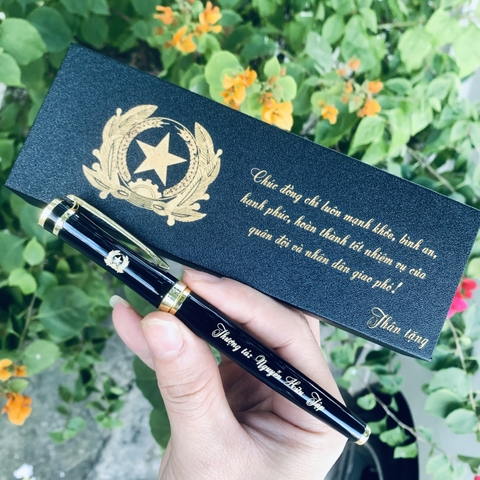 Chúc đồng chí luôn mạnh khỏe, bình an,
hạnh phúc, hoàn thành tốt nhiệm vụ của
quân đội và nhân dân giao phó!
Thân tặng
Thượng tá: Nguyễn Hữu